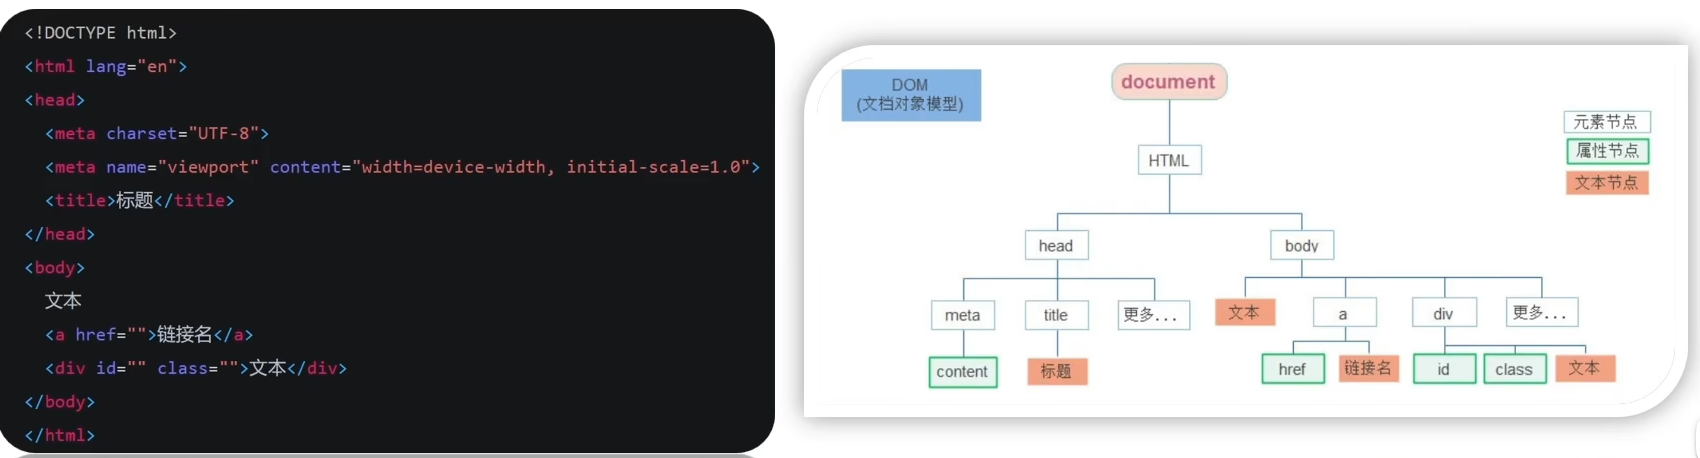 <!DOCTYPE html>
<html lang="en">
<head>
<meta charset="UTF-8">
<meta name="viewport" content="width=device-width, initial-scale=1.0">
<title>标题</title>
</head>
<body>
文本
<a href="">链接名</a>
<div id="" class="">文本</div>
</body>
</html>
DOM
(文档对象模型)
document
元素节点
属性节点
文本节点
HTML
head
body
meta
title
更多...
文本
a
div
更多...
content
标题
href
链接名
id
class
文本